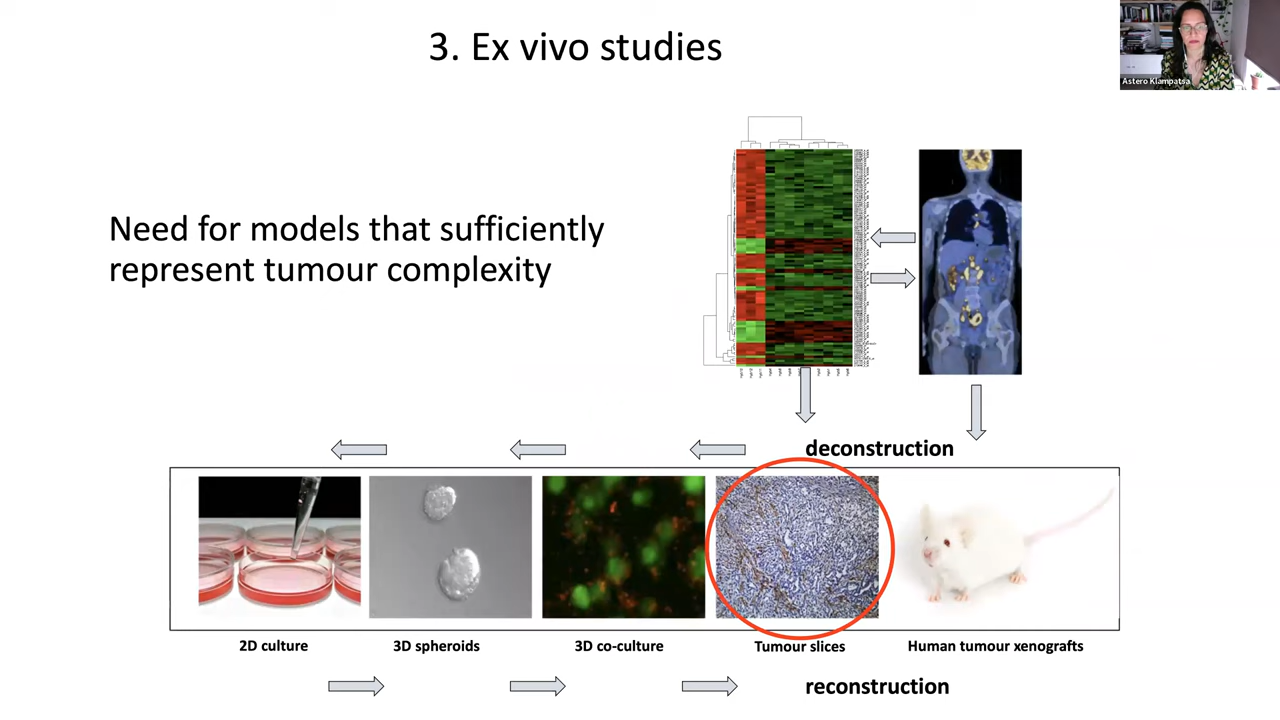 3. Ex vivo studies
Astero Klampatsa
Need for models that sufficiently
represent tumour complexity
deconstruction
2D culture
3D spheroids
3D co-culture
Tumour slices
Human tumour xenografts
reconstruction